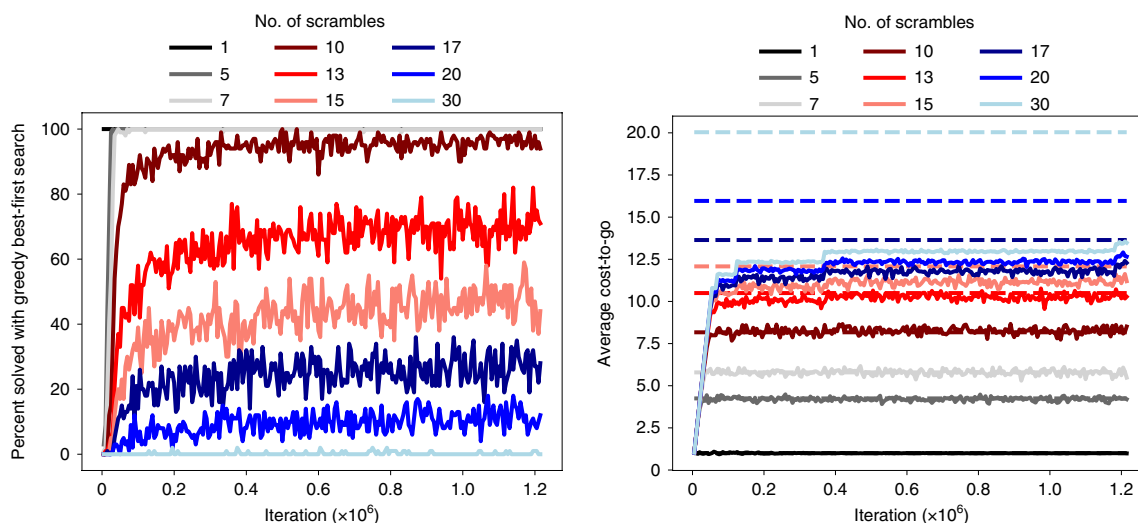 No. of scrambles
1 10 17
5 13 20
7 15 30
100
80
60
40
20
0
Percent solved with greedy best-first search
0 0.2 0.4 0.6 0.8 1.0 1.2
Iteration (×10⁶)
No. of scrambles
1 10 17
5 13 20
7 15 30
20.0
17.5
15.0
12.5
10.0
7.5
5.0
2.5
0
Average cost-to-go
0 0.2 0.4 0.6 0.8 1.0 1.2
Iteration (×10⁶)